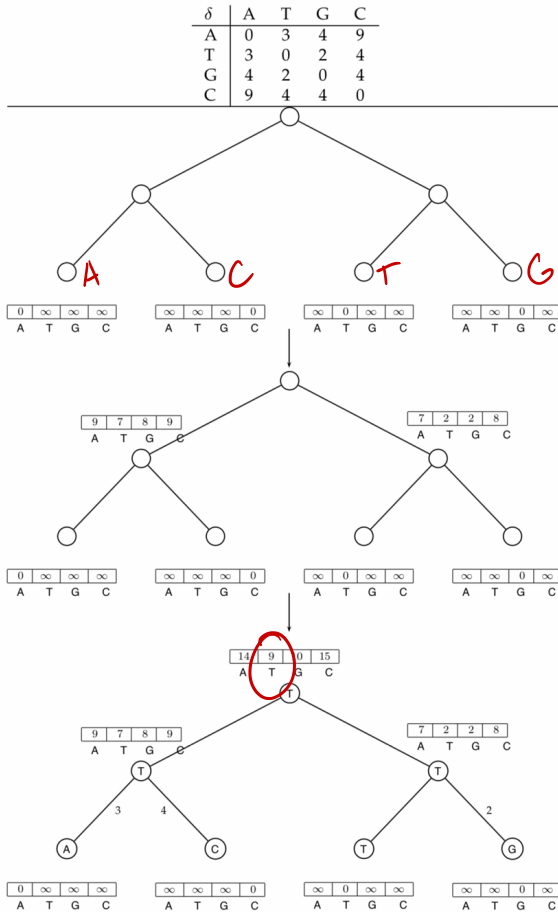 δ A T G C
A 0 3 4 9
T 3 0 2 4
G 4 2 0 4
C 9 4 4 0
A C T G
0 ∞ ∞ ∞ ∞ ∞ ∞ 0 ∞ 0 ∞ ∞ ∞ ∞ 0 ∞
A T G C A T G C A T G C A T G C
9 7 8 9 7 2 2 8
A T G C A T G C
0 ∞ ∞ ∞ ∞ ∞ ∞ 0 ∞ 0 ∞ ∞ ∞ ∞ 0 ∞
A T G C A T G C A T G C A T G C
14 9 10 15
A T G C
T
9 7 8 9 7 2 2 8
A T G C A T G C
T T
3 4 2
A C T G
0 ∞ ∞ ∞ ∞ ∞ ∞ 0 ∞ 0 ∞ ∞ ∞ ∞ 0 ∞
A T G C A T G C A T G C A T G C